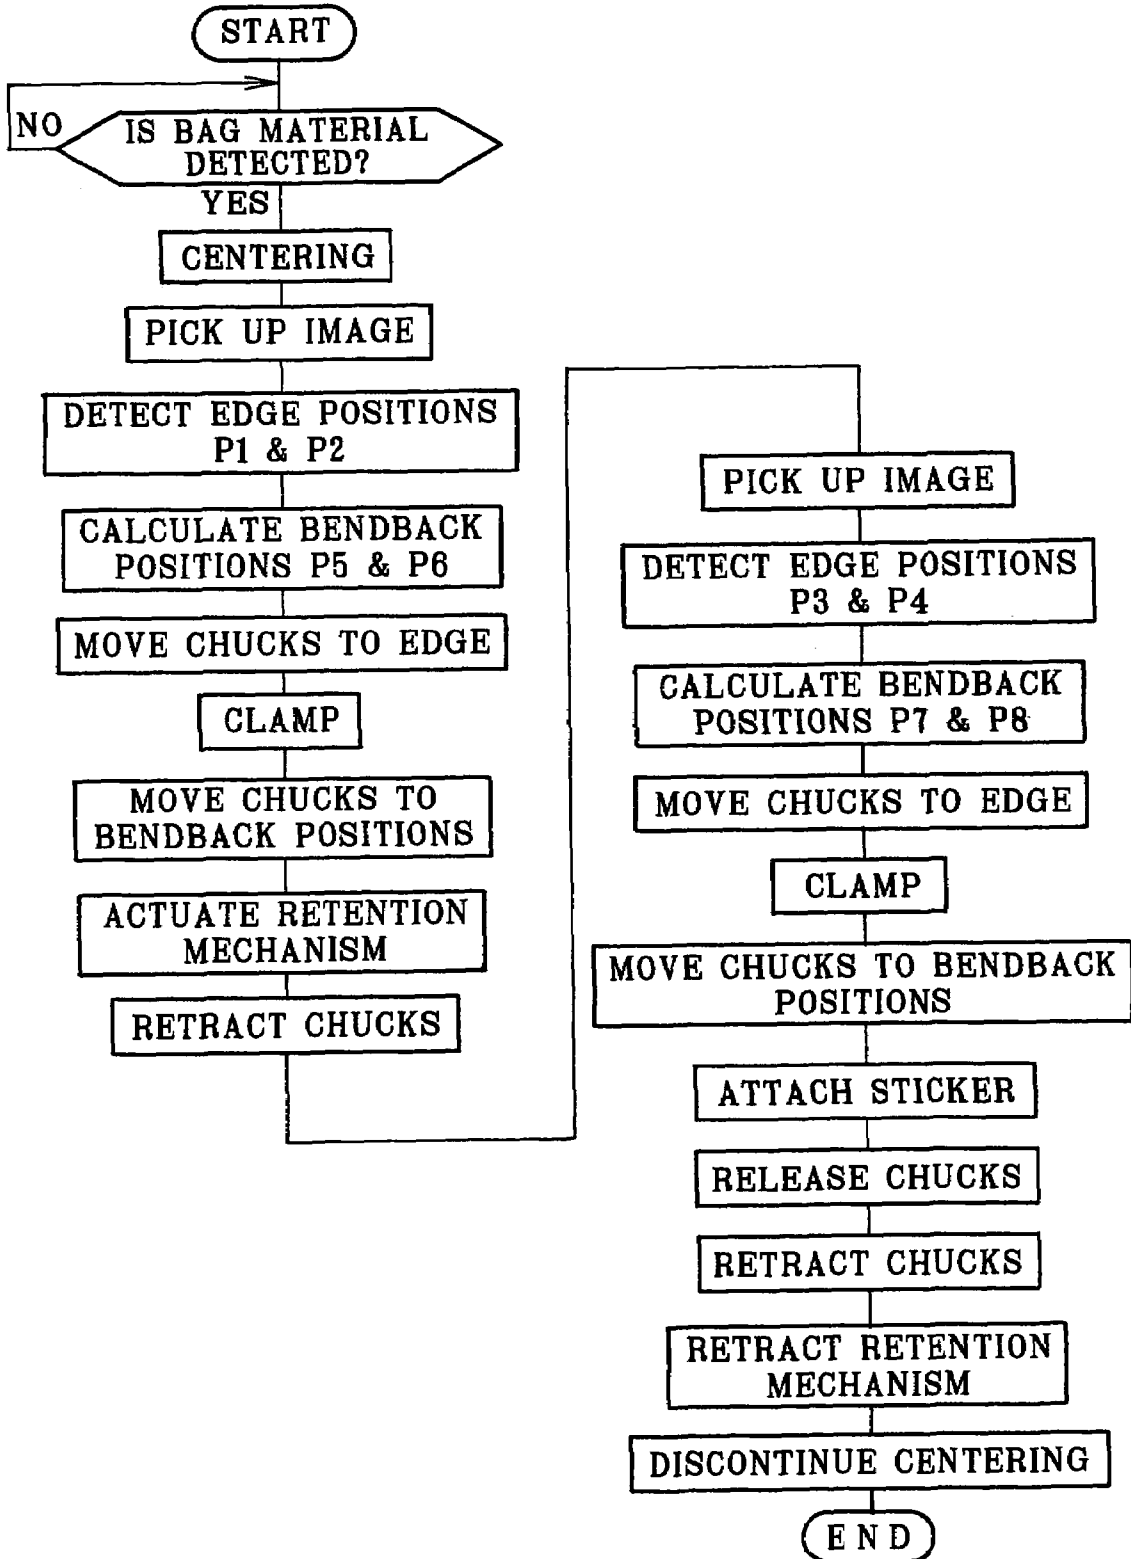 START
NO
IS BAG MATERIAL
DETECTED?
YES
CENTERING
PICK UP IMAGE
DETECT EDGE POSITIONS
P1 & P2
CALCULATE BENDBACK
POSITIONS P5 & P6
MOVE CHUCKS TO EDGE
CLAMP
MOVE CHUCKS TO
BENDBACK POSITIONS
ACTUATE RETENTION
MECHANISM
RETRACT CHUCKS
PICK UP IMAGE
DETECT EDGE POSITIONS
P3 & P4
CALCULATE BENDBACK
POSITIONS P7 & P8
MOVE CHUCKS TO EDGE
CLAMP
MOVE CHUCKS TO BENDBACK
POSITIONS
ATTACH STICKER
RELEASE CHUCKS
RETRACT CHUCKS
RETRACT RETENTION
MECHANISM
DISCONTINUE CENTERING
END